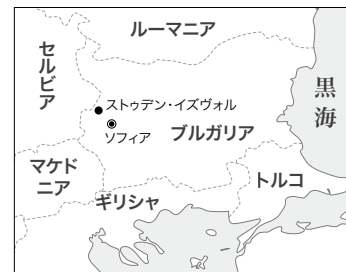 ルーマニア
セルビア
黒海
ストゥデン・イズヴォル
ソフィア
ブルガリア
マケド
ニア
トルコ
ギリシャ